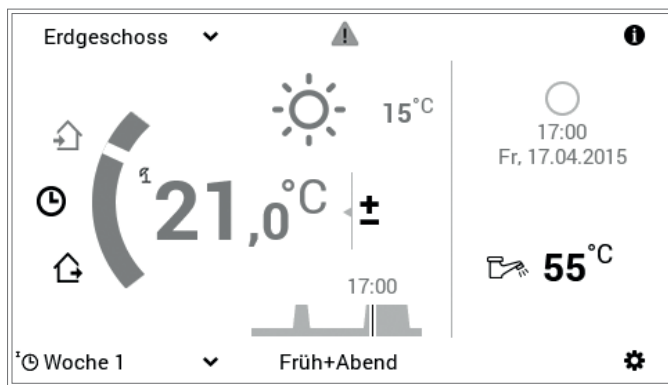 Erdgeschoss
15°C
17:00
Fr, 17.04.2015
21,0°C
±
55°C
17:00
Woche 1
Früh+Abend